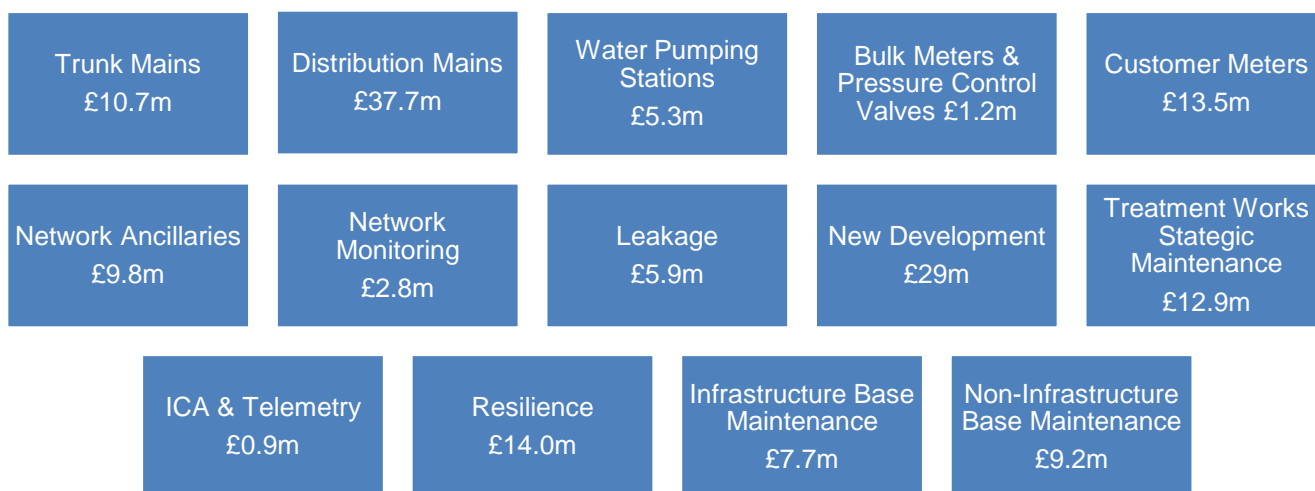 Trunk Mains
£10.7m
Distribution Mains
£37.7m
Water Pumping
Stations
£5.3m
Bulk Meters &
Pressure Control
Valves £1.2m
Customer Meters
£13.5m
Network Ancillaries
£9.8m
Network
Monitoring
£2.8m
Leakage
£5.9m
New Development
£29m
Treatment Works
Stategic
Maintenance
£12.9m
ICA & Telemetry
£0.9m
Resilience
£14.0m
Infrastructure Base
Maintenance
£7.7m
Non-Infrastructure
Base Maintenance
£9.2m